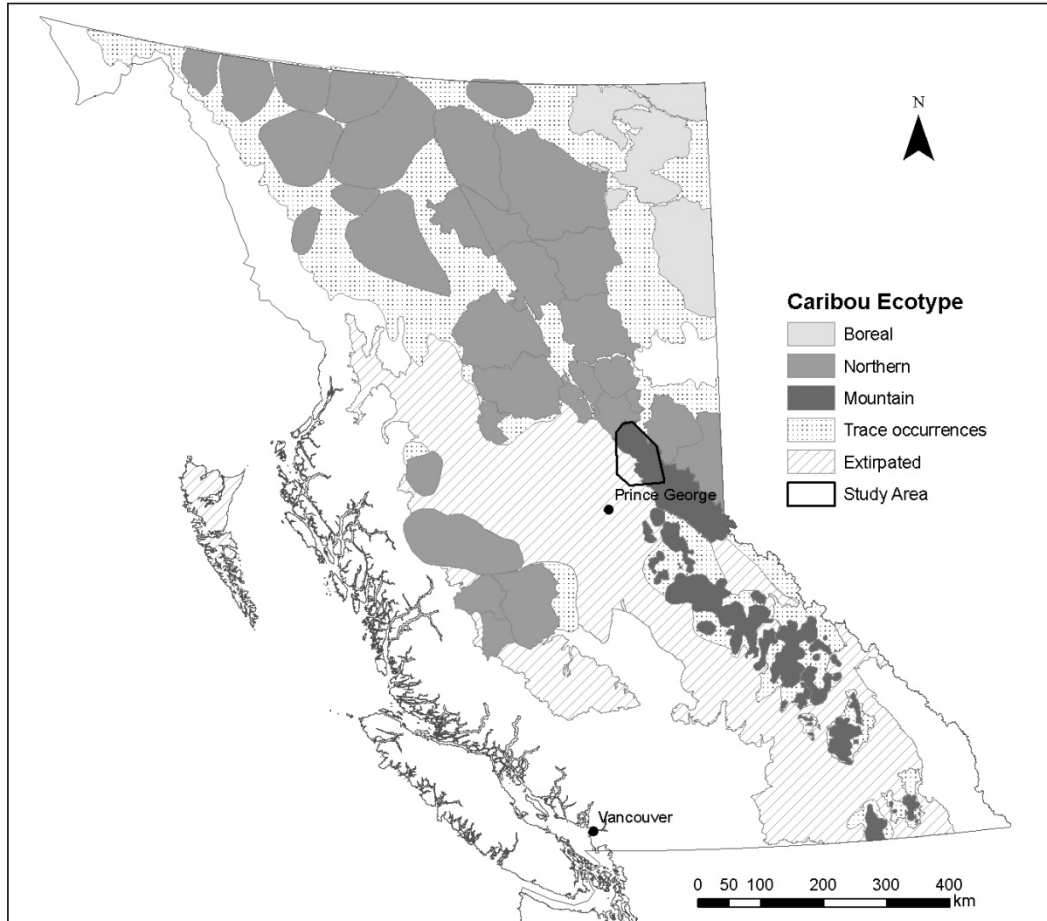 N
Caribou Ecotype
Boreal
Northern
Mountain
Trace occurrences
Extirpated
Study Area
Prince George
Vancouver
0 50 100 200 300 400
km